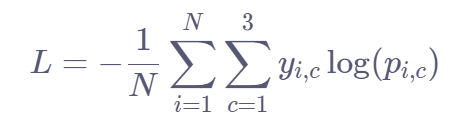 L = -\frac{1}{N} \sum_{i=1}^{N} \sum_{c=1}^{3} y_{i,c} \log(p_{i,c})